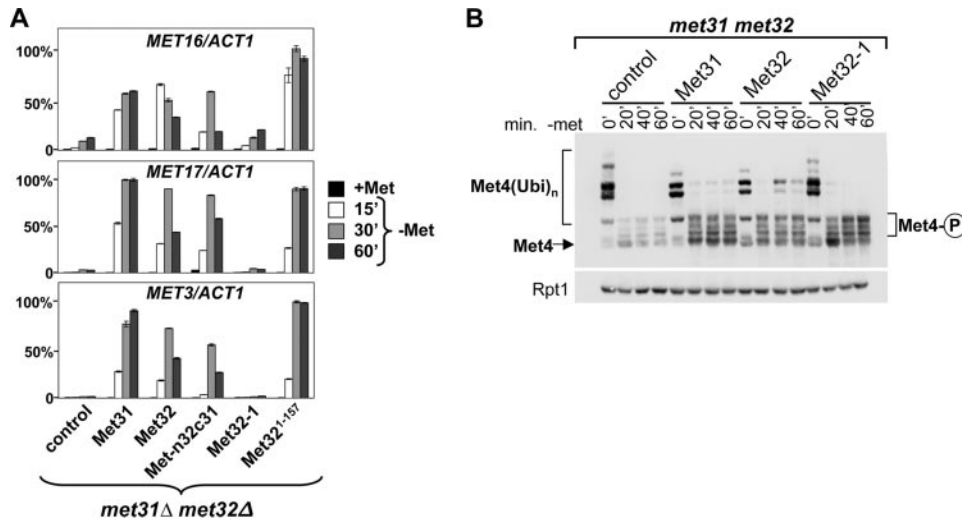 A
MET16/ACT1
100%
50%
0
MET17/ACT1
100%
50%
0
MET3/ACT1
100%
50%
0
+Met
15'
30'
60'
-Met
control
Met31
Met32
Met-n32c31
Met32-1
Met32¹⁻¹⁵⁷
met31Δ met32Δ
B
met31 met32
control Met31 Met32 Met32-1
min. -met 0' 20' 40' 60' 0' 20' 40' 60' 0' 20' 40' 60' 0' 20' 40' 60'
Met4(Ubi)n
Met4-P
Met4
Rpt1